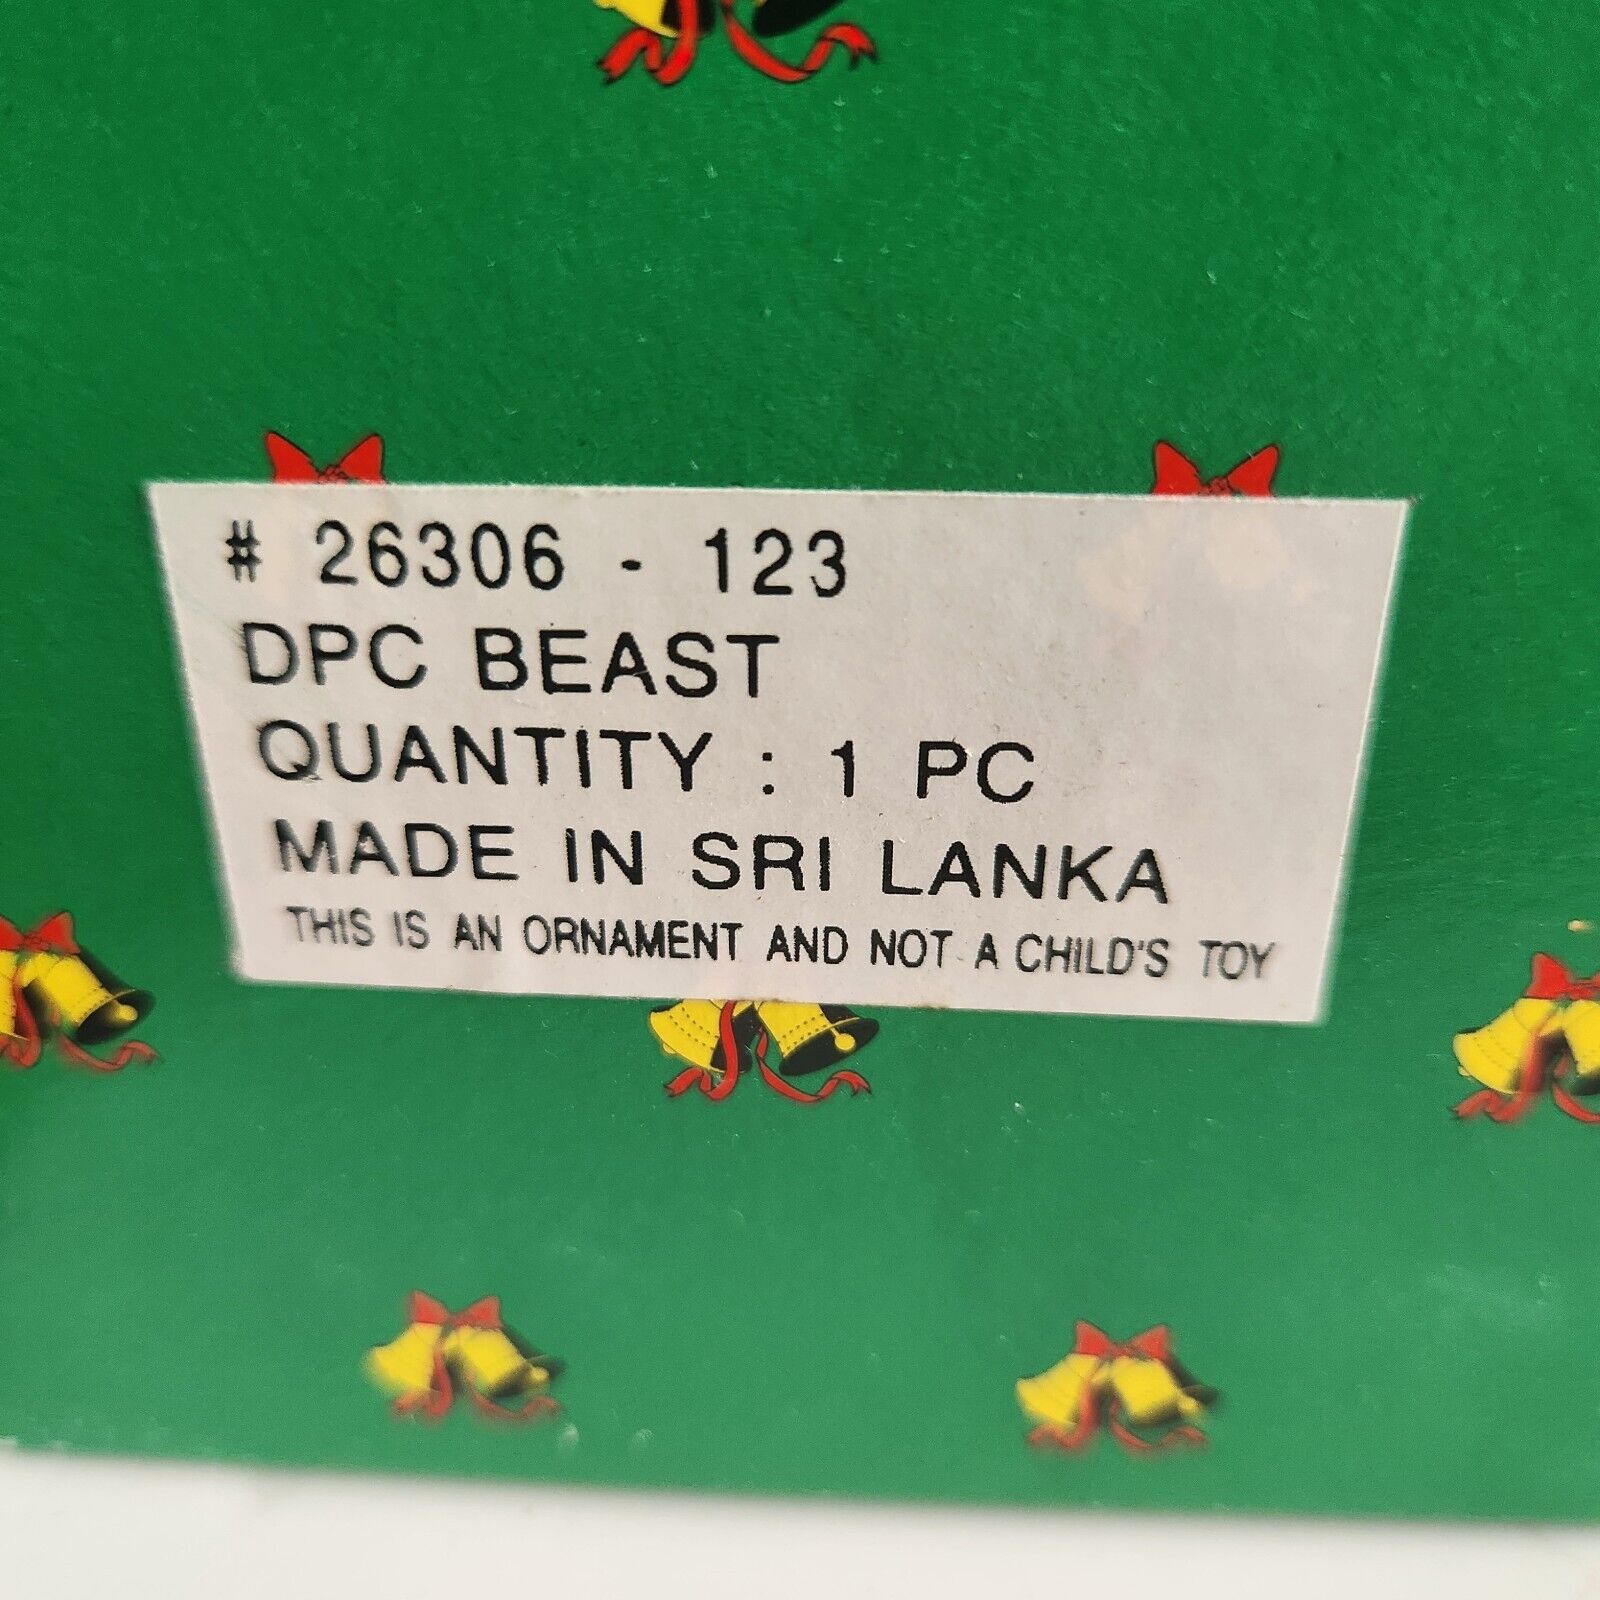 # 26306 - 123
DPC BEAST
QUANTITY : 1 PC
MADE IN SRI LANKA
THIS IS AN ORNAMENT AND NOT A CHILD'S TOY